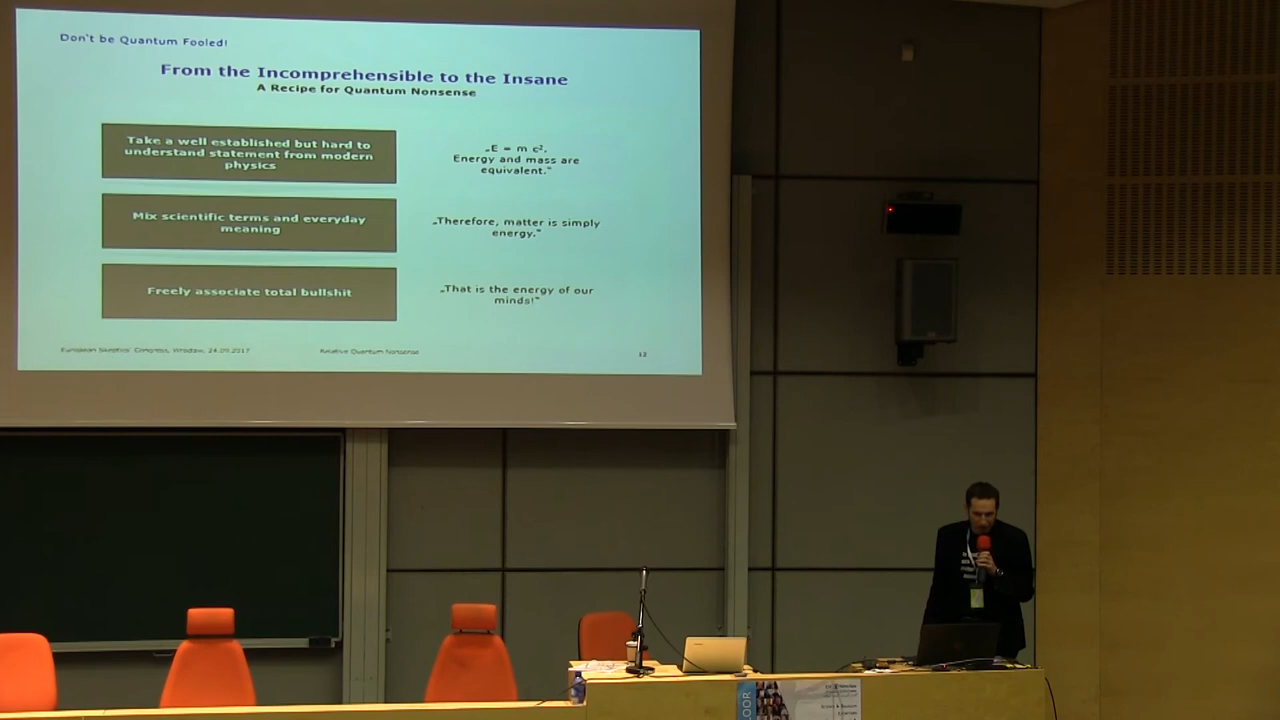 Don't be Quantum Fooled!
From the Incomprehensible to the Insane
A Recipe for Quantum Nonsense
Take a well established but hard to
understand statement from modern
physics
„E = m c².
Energy and mass are
equivalent.“
Mix scientific terms and everyday
meaning
„Therefore, matter is simply
energy.“
Freely associate total bullshit
„That is the energy of our
minds!“
European Skeptics' Congress, Wrocław, 24.09.2017
Relative Quantum Nonsense
12